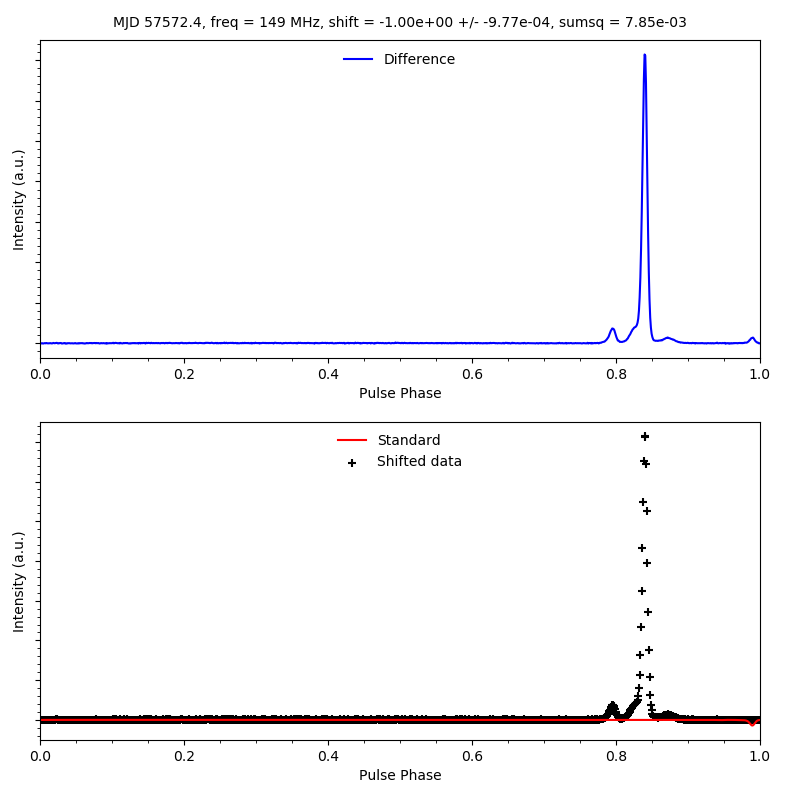 MJD 57572.4, freq = 149 MHz, shift = -1.00e+00 +/- -9.77e-04, sumsq = 7.85e-03
Difference
Intensity (a.u.)
0.0 0.2 0.4 0.6 0.8 1.0
Pulse Phase
Standard
Shifted data
Intensity (a.u.)
0.0 0.2 0.4 0.6 0.8 1.0
Pulse Phase